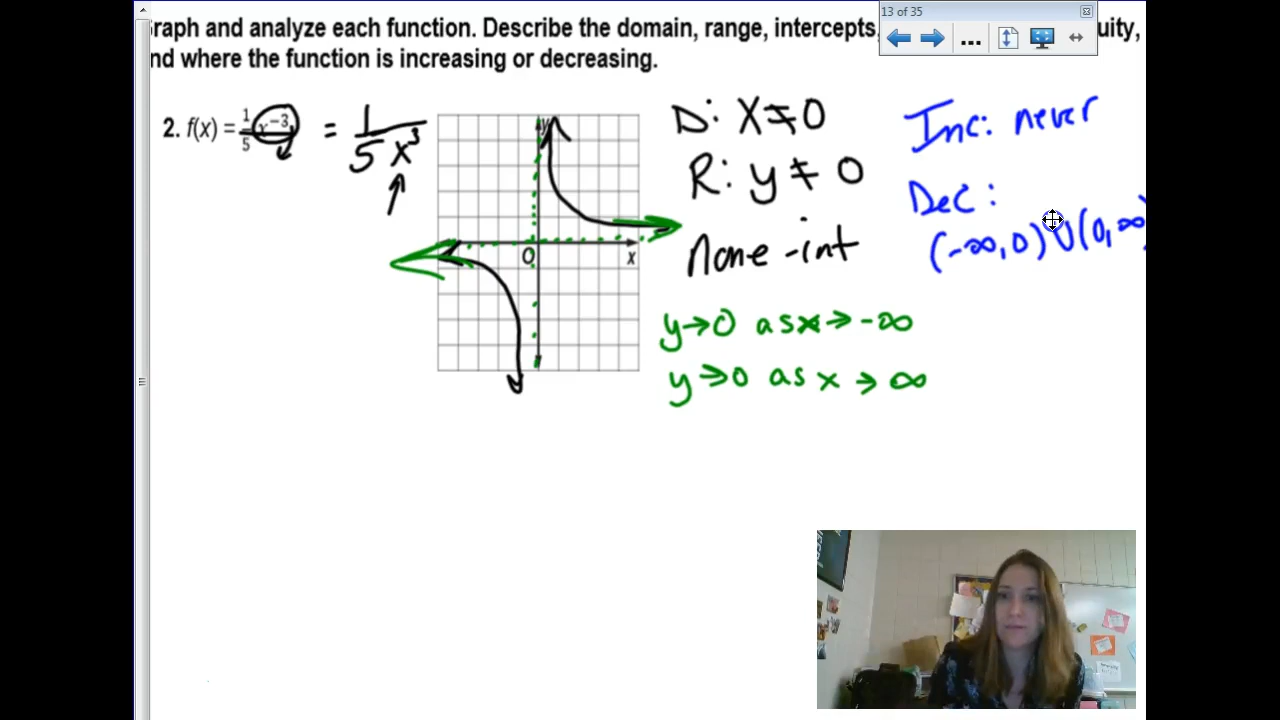 raph and analyze each function. Describe the domain, range, intercepts, uity,
nd where the function is increasing or decreasing.
13 of 35
2. f(x) = 1/5 x⁻³ = 1/5x³
y
O
x
D: x ≠ 0
R: y ≠ 0
none - int
y→0 as x→ -∞
y→0 as x→ ∞
Inc: never
Dec:
(-∞,0)∪(0,∞)